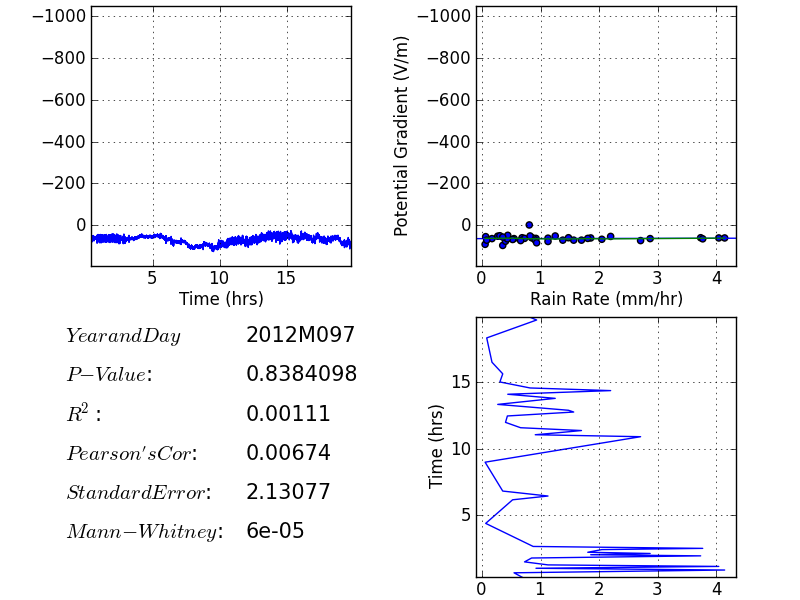 −1000
−800
−600
−400
−200
0
5 10 15
Time (hrs)
Potential Gradient (V/m)
−1000
−800
−600
−400
−200
0
0 1 2 3 4
Rain Rate (mm/hr)
YearandDay 2012M097
P−Value: 0.8384098
R² : 0.00111
Pearson'sCor: 0.00674
StandardError: 2.13077
Mann−Whitney: 6e-05
Time (hrs)
15
10
5
0 1 2 3 4